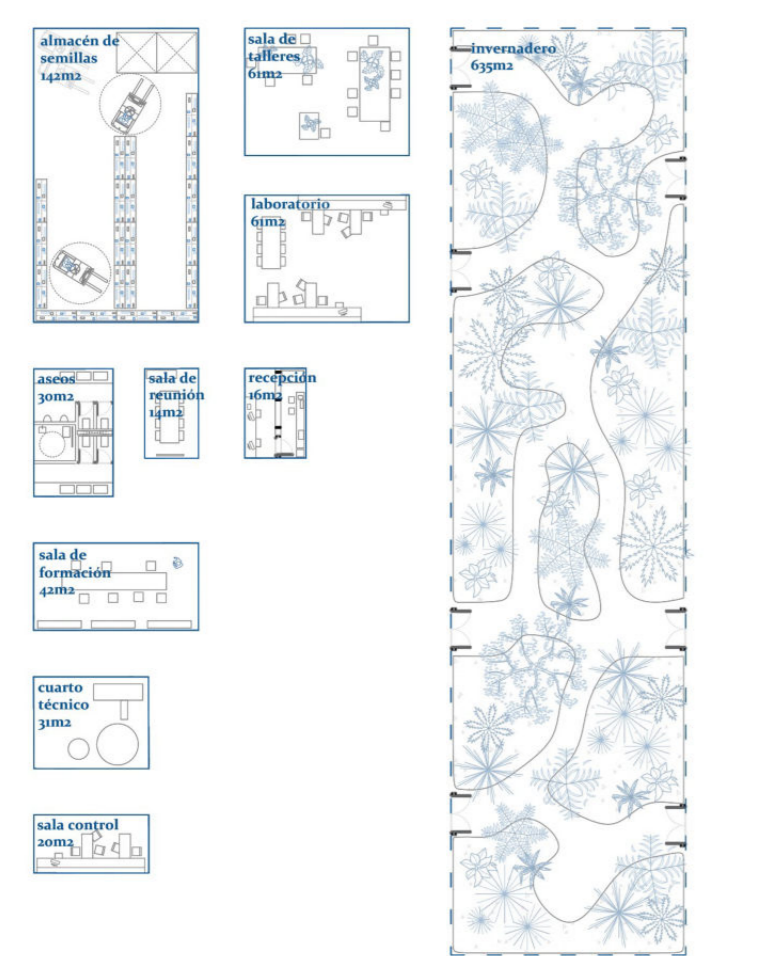 almacén de
semillas
142m2
sala de
talleres
61m2
invernadero
635m2
laboratorio
61m2
aseos
30m2
sala de
reunión
14m2
recepción
16m2
sala de
formación
42m2
cuarto
técnico
31m2
sala control
20m2